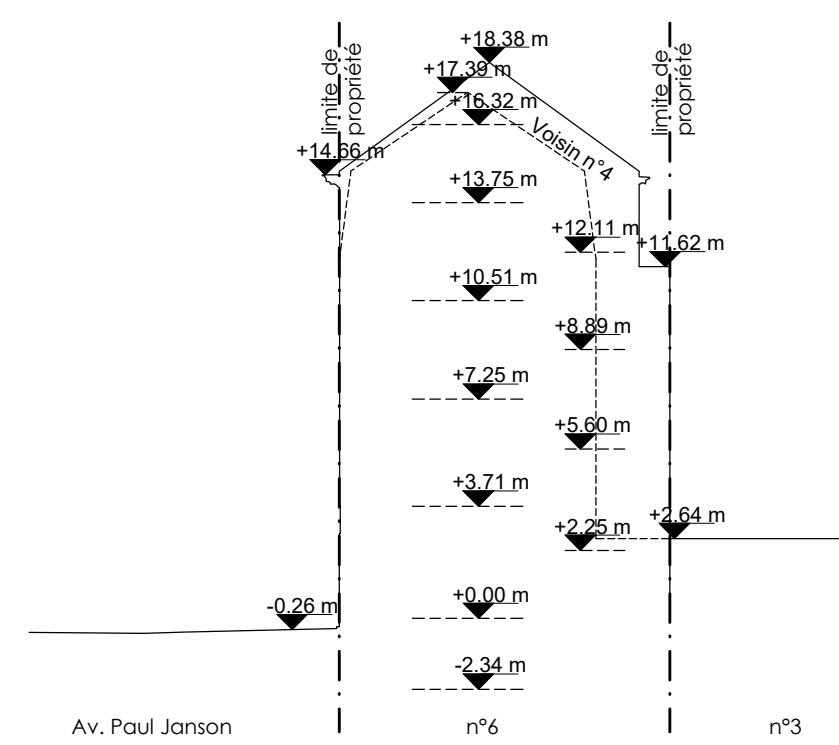 +18.38 m
limite de
propriété
limite de
propriété
+17.39 m
+16.32 m
Voisin n°4
+14.66 m
+13.75 m
+12.11 m
+11.62 m
+10.51 m
+8.89 m
+7.25 m
+5.60 m
+3.71 m
+2.64 m
+2.25 m
+0.00 m
-0.26 m
-2.34 m
Av. Paul Janson
n°6
n°3